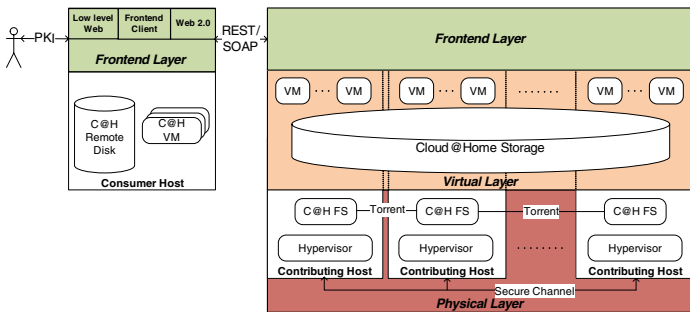 Low level Web
Frontend Client
Web 2.0
PKI
REST/
SOAP
Frontend Layer
Frontend Layer
VM ... VM
VM ... VM
.......
VM ... VM
C@H Remote Disk
C@H VM
Cloud@Home Storage
Consumer Host
Virtual Layer
C@H FS
Torrent
C@H FS
Torrent
C@H FS
Hypervisor
Hypervisor
........
Hypervisor
Contributing Host
Contributing Host
Contributing Host
Secure Channel
Physical Layer